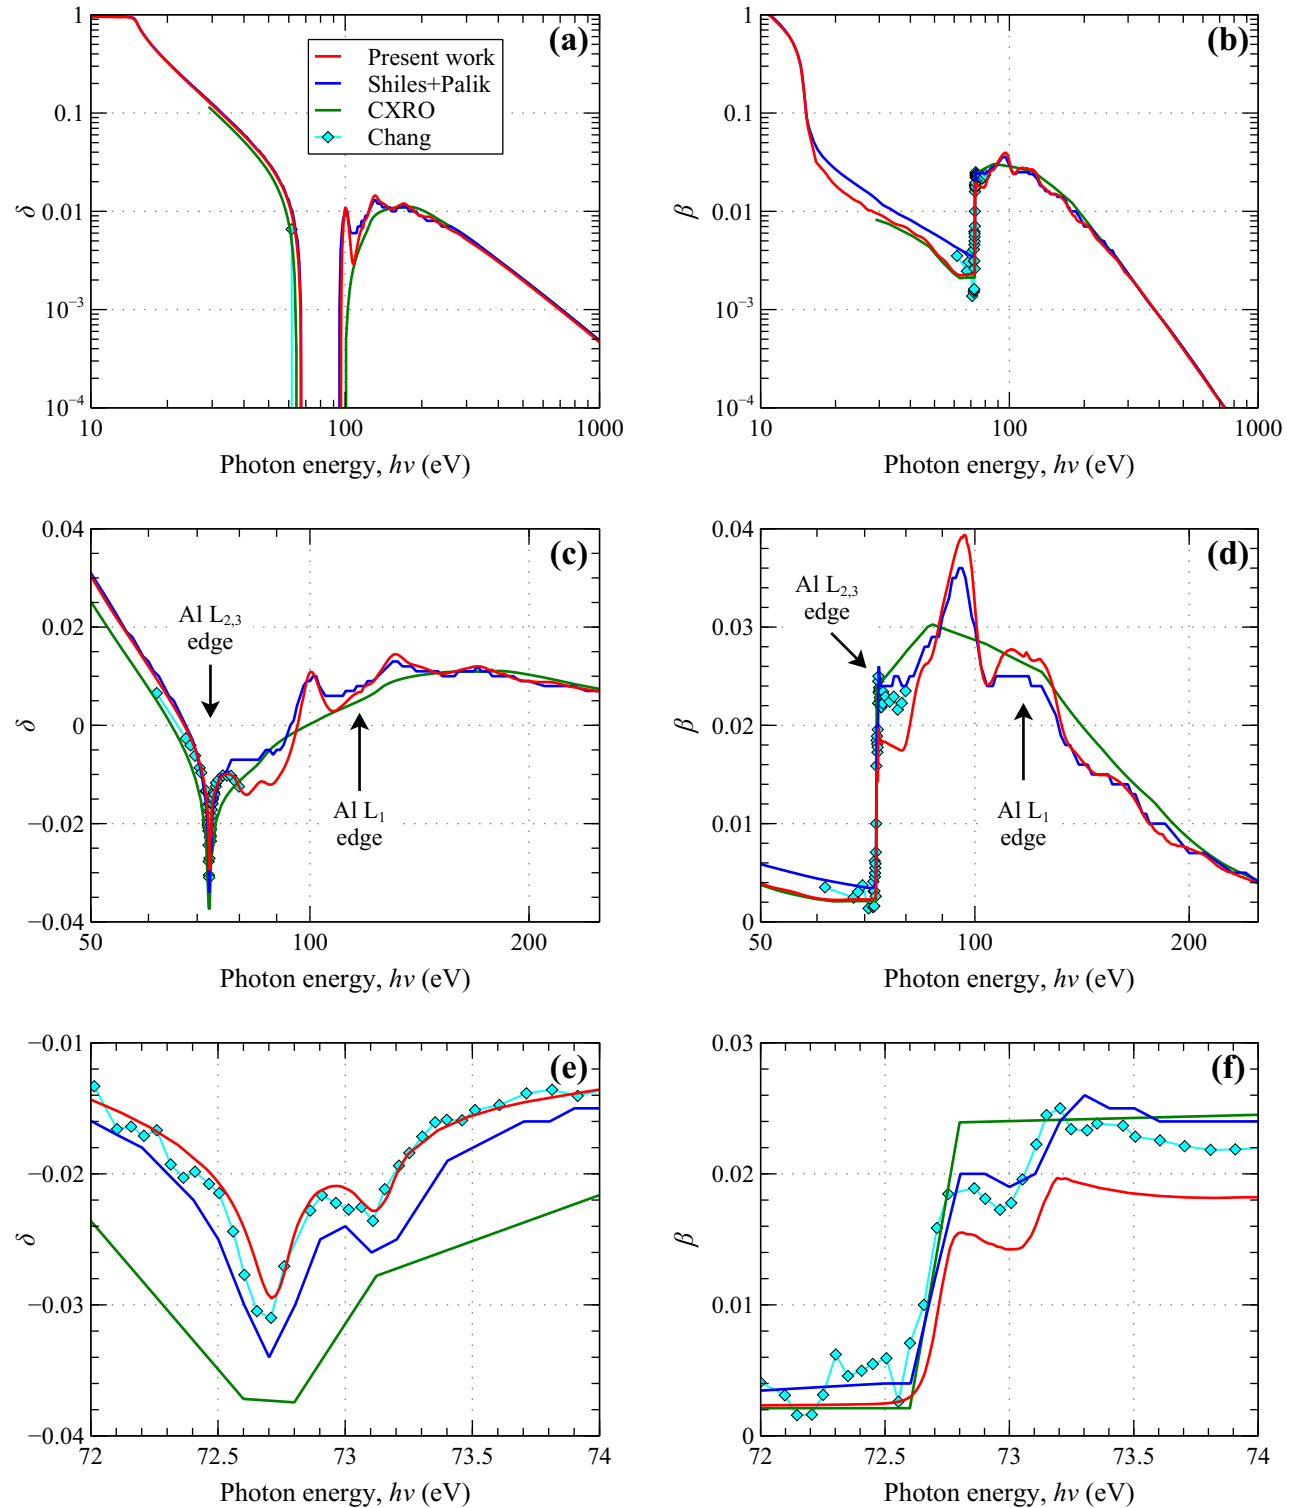 (a)
Present work
Shiles+Palik
CXRO
Chang
1
0.1
0.01
10⁻³
10⁻⁴
δ
10
100
1000
Photon energy, hν (eV)
(b)
1
0.1
0.01
10⁻³
10⁻⁴
β
10
100
1000
Photon energy, hν (eV)
(c)
0.04
0.02
0
−0.02
−0.04
δ
Al L₂,₃
edge
Al L₁
edge
50
100
200
Photon energy, hν (eV)
(d)
0.04
0.03
0.02
0.01
0
β
Al L₂,₃
edge
Al L₁
edge
50
100
200
Photon energy, hν (eV)
(e)
−0.01
−0.02
−0.03
−0.04
δ
72
72.5
73
73.5
74
Photon energy, hν (eV)
(f)
0.03
0.02
0.01
0
β
72
72.5
73
73.5
74
Photon energy, hν (eV)